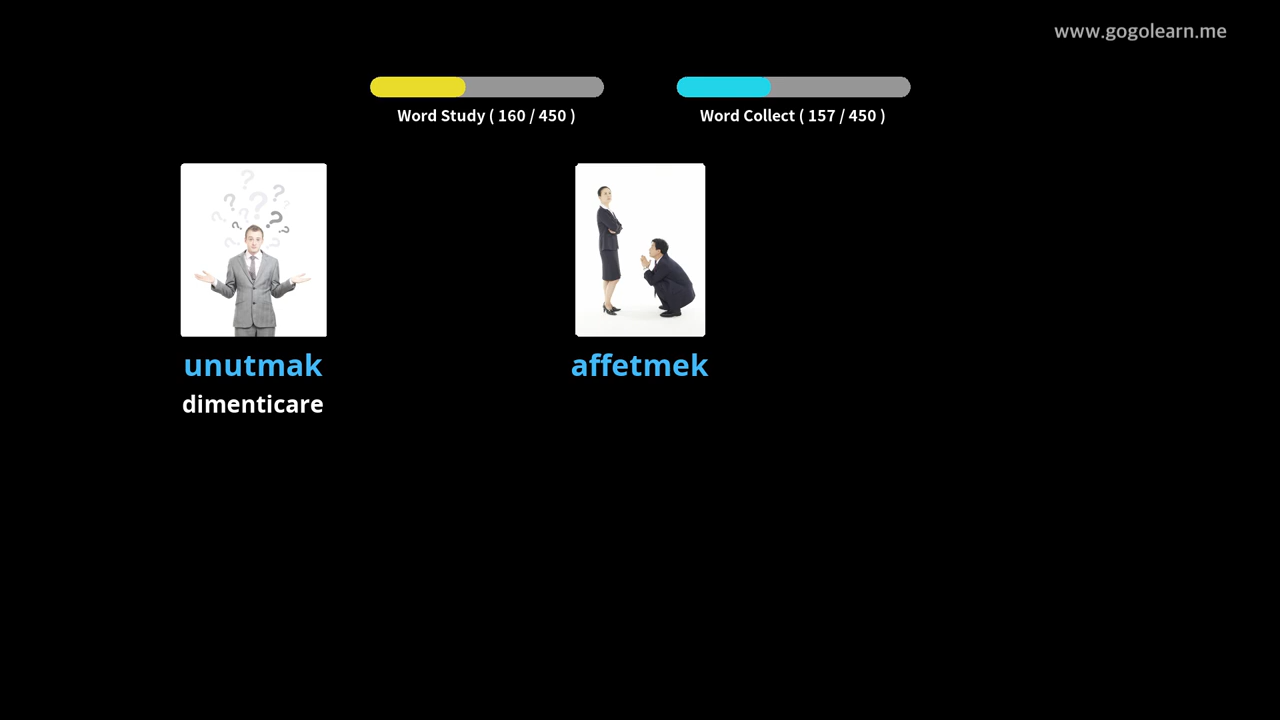 www.gogolearn.me
Word Study ( 160 / 450 )
Word Collect ( 157 / 450 )
unutmak
dimenticare
affetmek